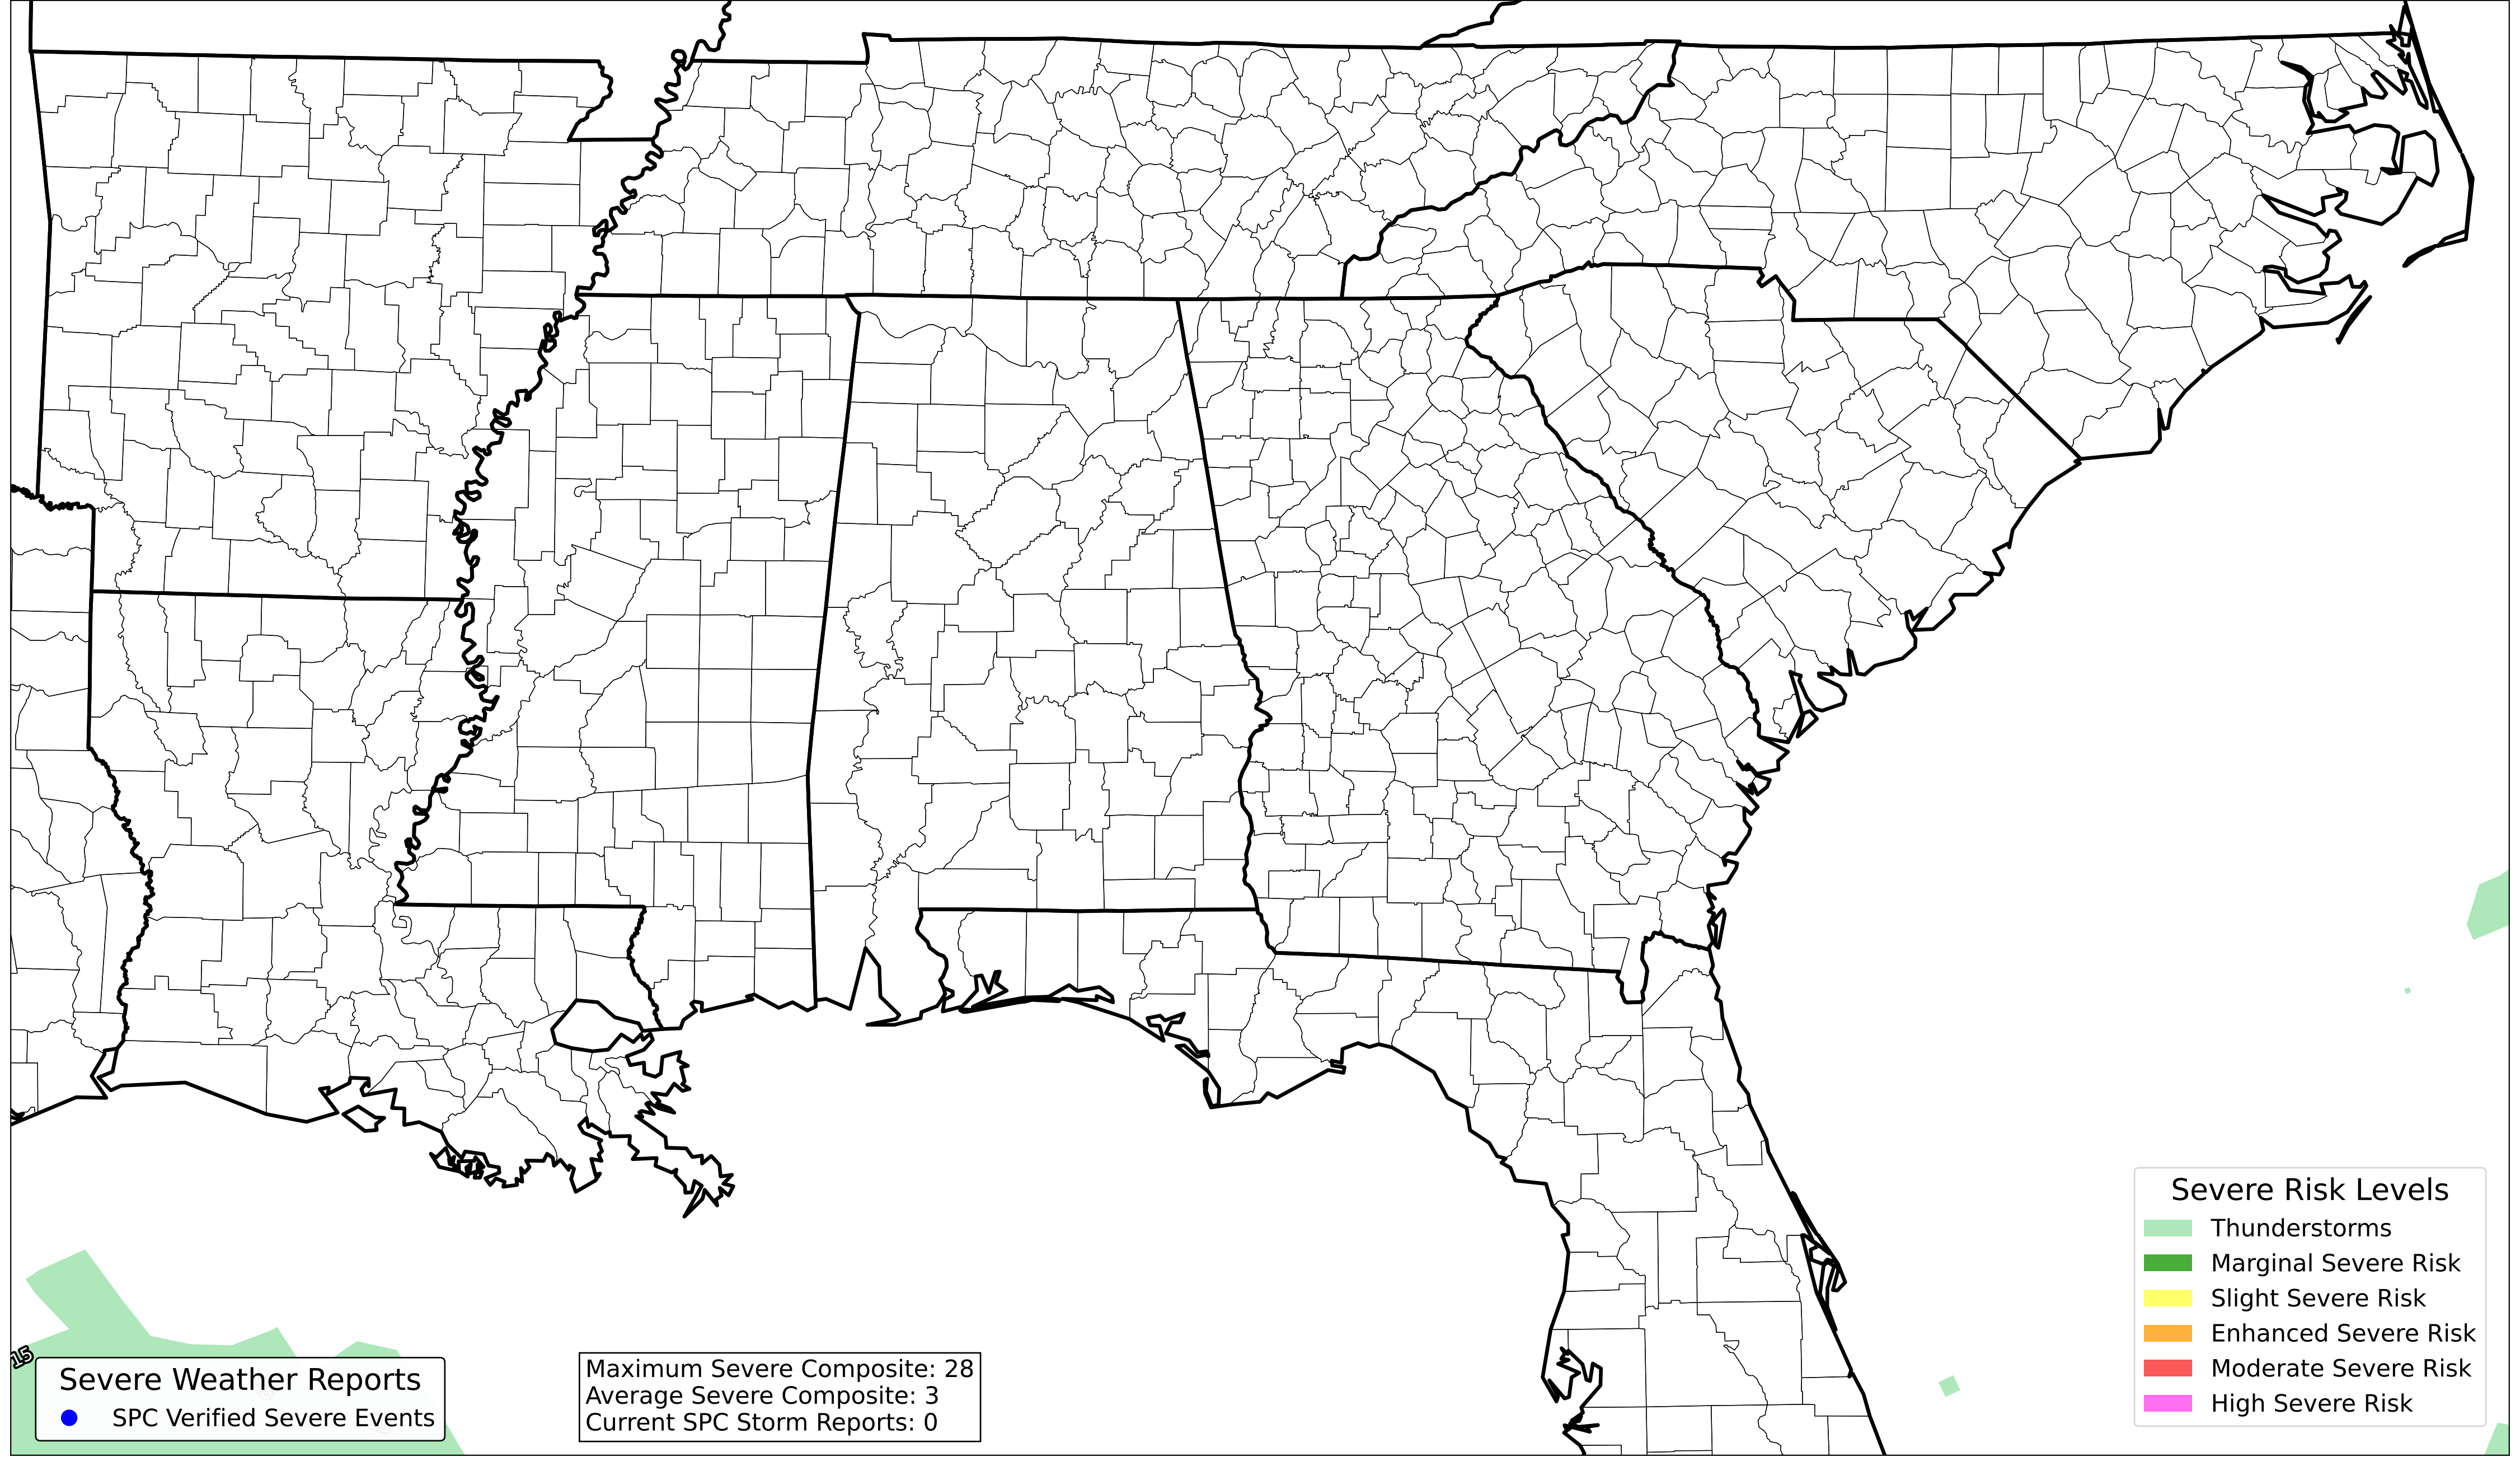 Severe Risk Levels
Thunderstorms
Marginal Severe Risk
Slight Severe Risk
Enhanced Severe Risk
Moderate Severe Risk
High Severe Risk
15
Severe Weather Reports
SPC Verified Severe Events
Maximum Severe Composite: 28
Average Severe Composite: 3
Current SPC Storm Reports: 0